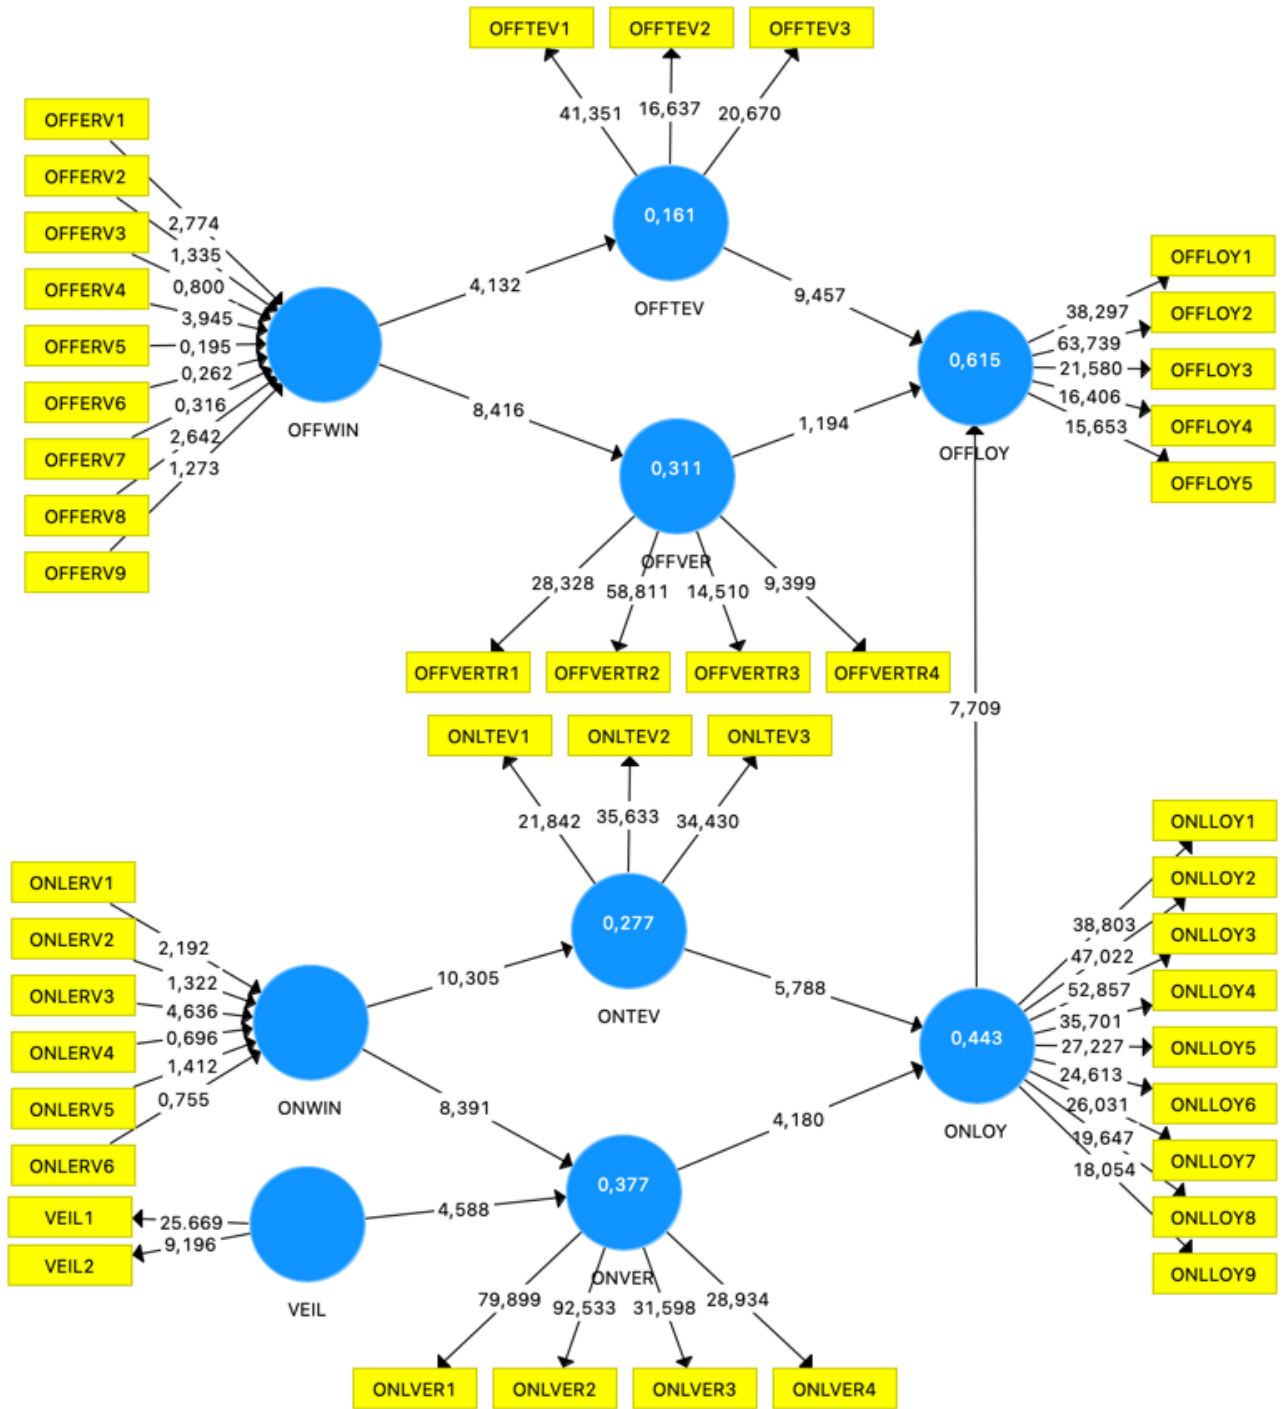 OFFTEV1
OFFTEV2
OFFTEV3
41,351
16,637
20,670
OFFERV1
OFFERV2
OFFERV3
OFFERV4
OFFERV5
OFFERV6
OFFERV7
OFFERV8
OFFERV9
2,774
1,335
0,800
3,945
0,195
0,262
0,316
2,642
1,273
OFFWIN
4,132
8,416
0,161
OFFTEV
9,457
0,311
OFFVER
1,194
28,328
58,811
14,510
9,399
OFFVERTR1
OFFVERTR2
OFFVERTR3
OFFVERTR4
0,615
OFFLOY
38,297
63,739
21,580
16,406
15,653
OFFLOY1
OFFLOY2
OFFLOY3
OFFLOY4
OFFLOY5
7,709
ONLTEV1
ONLTEV2
ONLTEV3
21,842
35,633
34,430
ONLERV1
ONLERV2
ONLERV3
ONLERV4
ONLERV5
ONLERV6
2,192
1,322
4,636
0,696
1,412
0,755
ONWIN
10,305
8,391
0,277
ONTEV
5,788
VEIL1
VEIL2
25.669
9,196
VEIL
4,588
0,377
ONVER
4,180
79,899
92,533
31,598
28,934
ONLVER1
ONLVER2
ONLVER3
ONLVER4
0,443
ONLOY
38,803
47,022
52,857
35,701
27,227
24,613
26,031
19,647
18,054
ONLLOY1
ONLLOY2
ONLLOY3
ONLLOY4
ONLLOY5
ONLLOY6
ONLLOY7
ONLLOY8
ONLLOY9